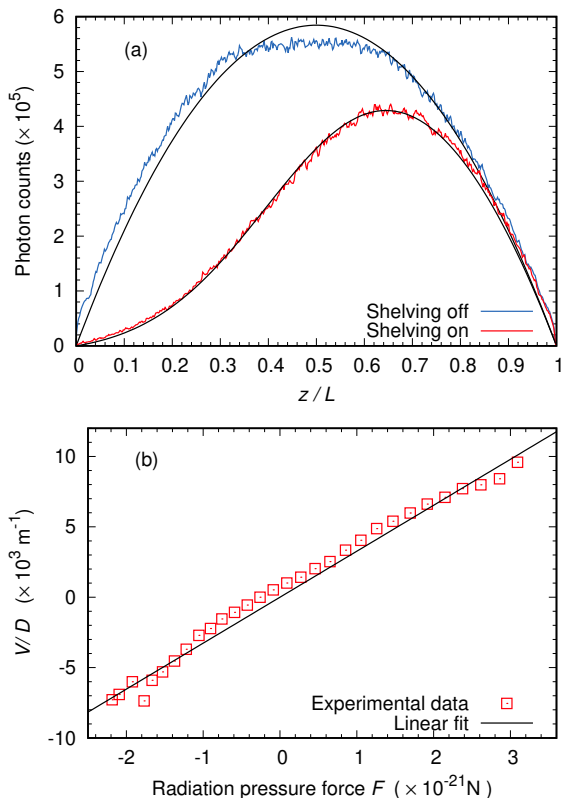 6
5
4
3
2
1
0
Photon counts (× 10⁵)
(a)
Shelving off
Shelving on
0 0.1 0.2 0.3 0.4 0.5 0.6 0.7 0.8 0.9 1
z / L
10
5
0
-5
-10
V/D (× 10³ m⁻¹)
(b)
Experimental data
Linear fit
-2 -1 0 1 2 3
Radiation pressure force F (× 10⁻²¹N)